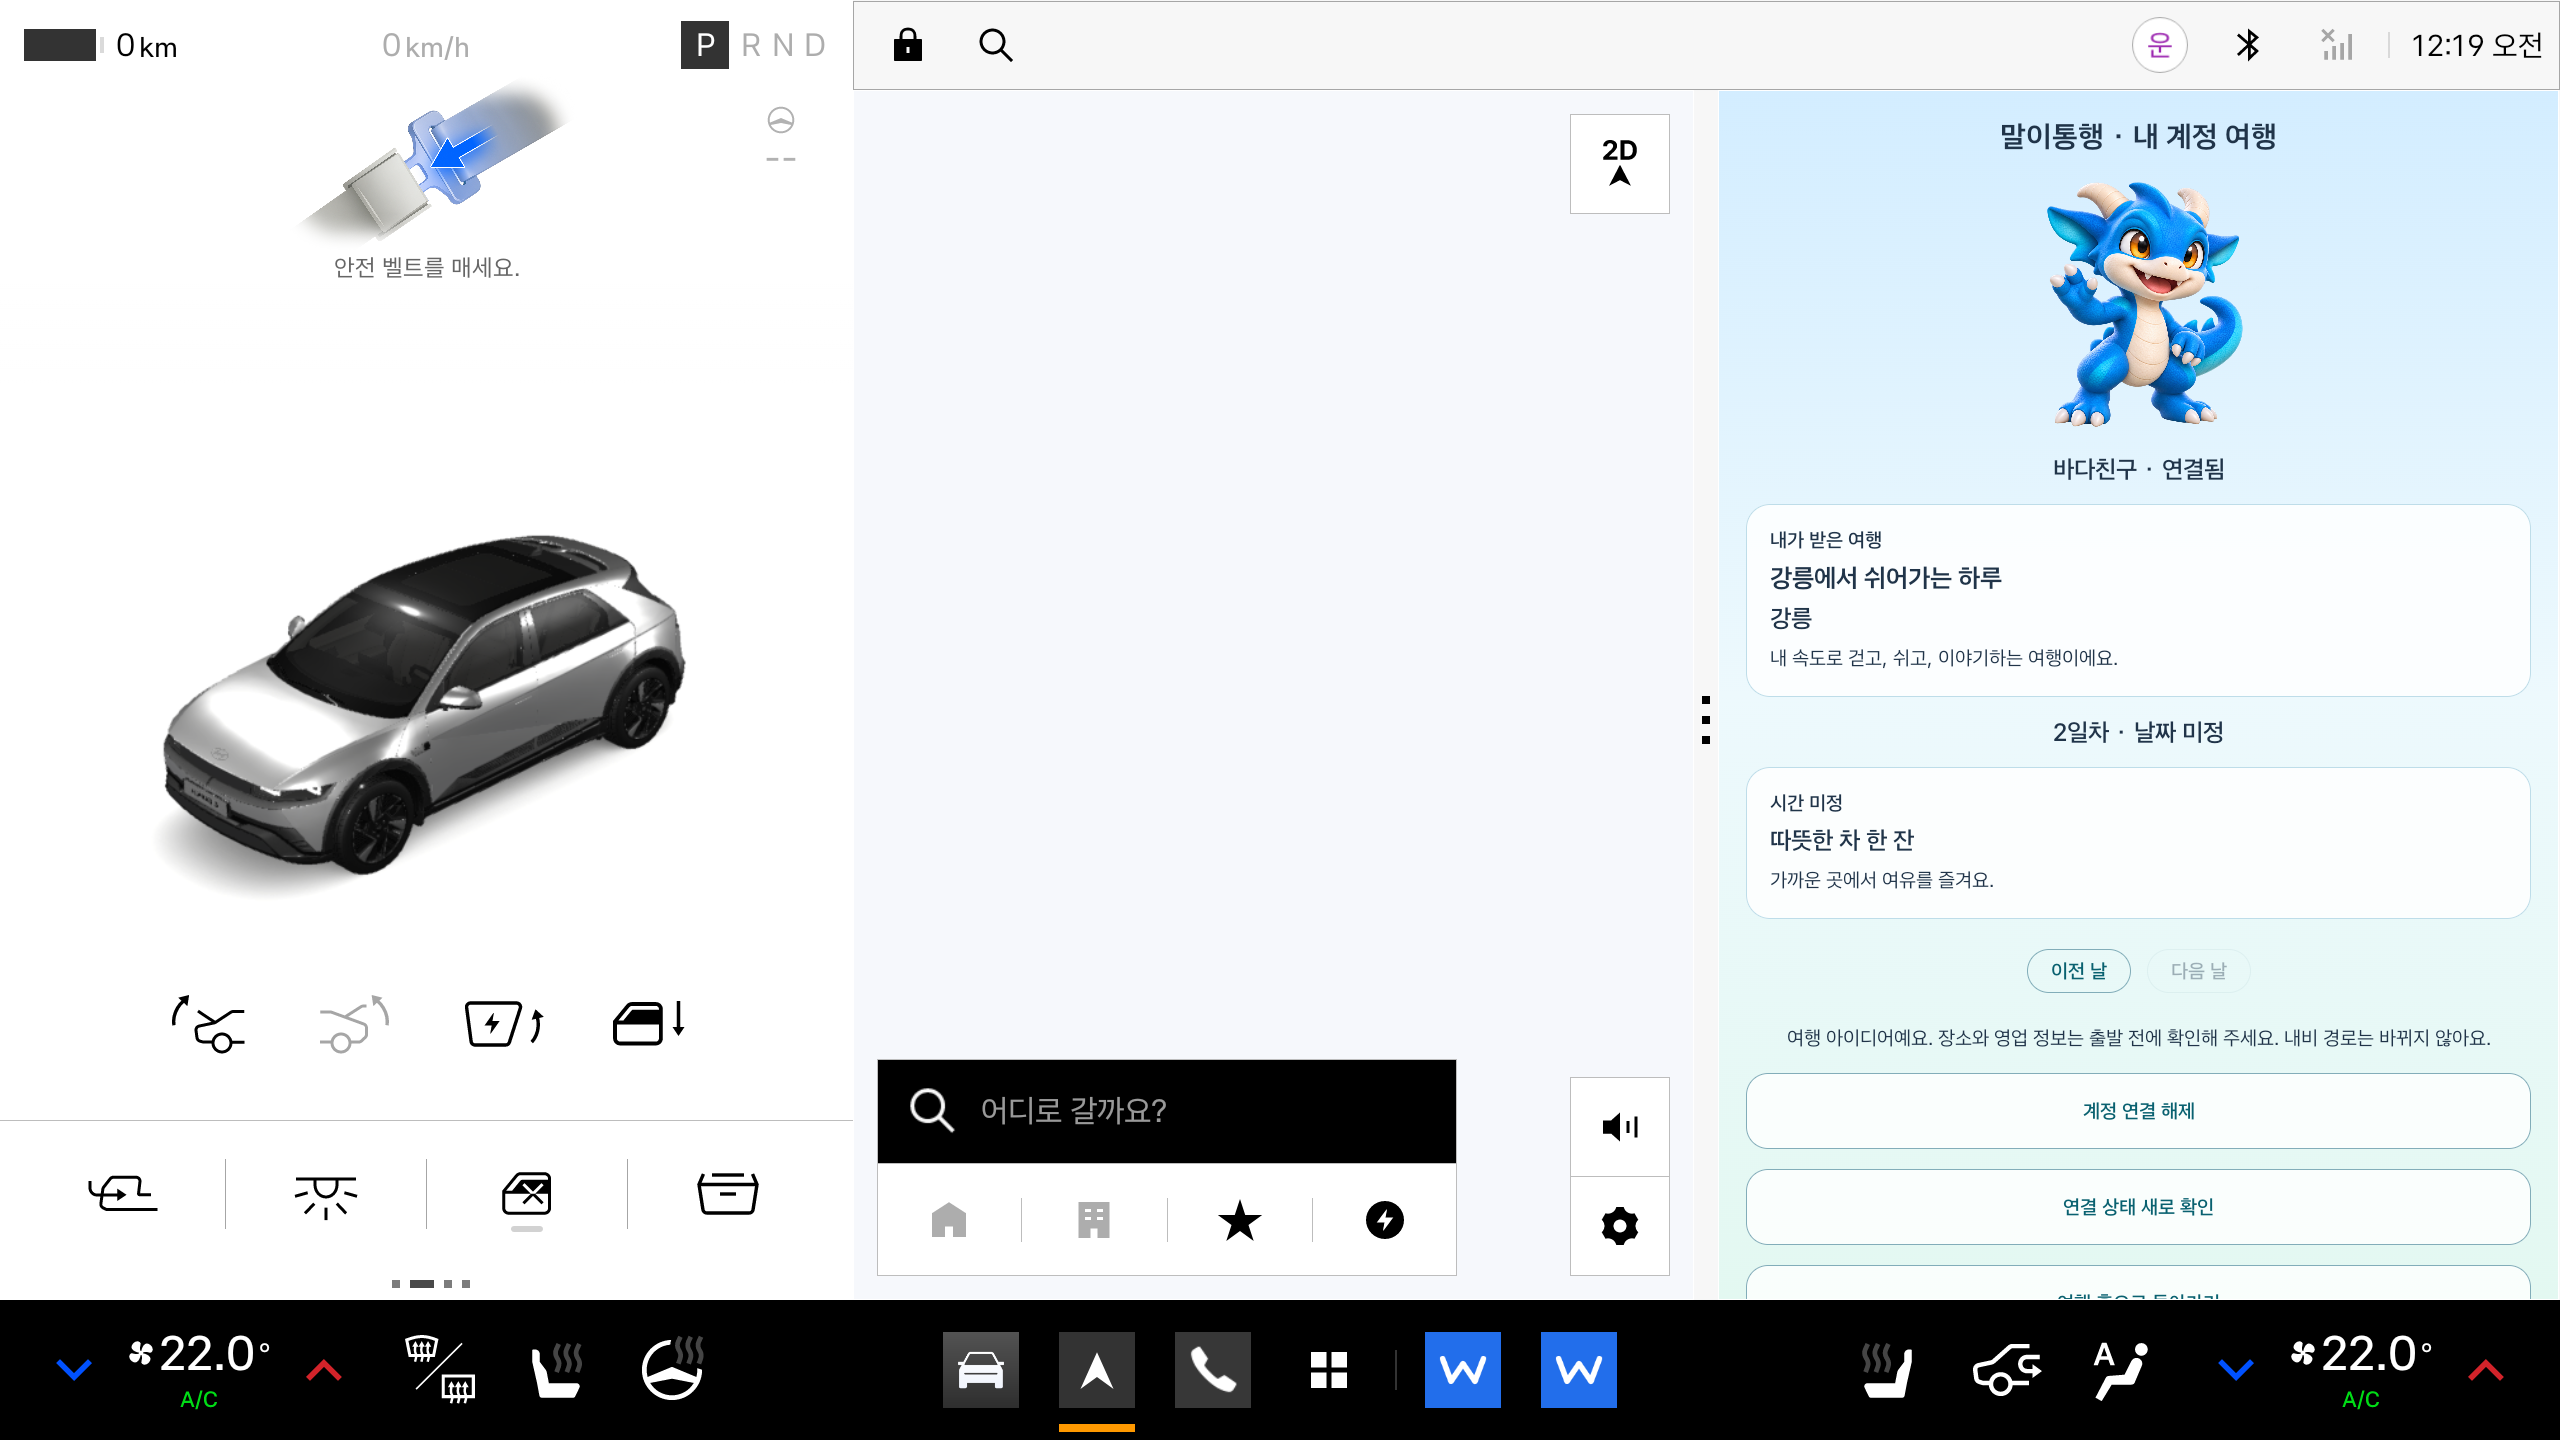 0 km
0 km/h
P R N D
안전 벨트를 매세요.
A/C
22.0°
운
12:19 오전
2D
어디로 갈까요?
말이통행 · 내 계정 여행
바다친구 · 연결됨
내가 받은 여행
강릉에서 쉬어가는 하루
강릉
내 속도로 걷고, 쉬고, 이야기하는 여행이에요.
2일차 · 날짜 미정
시간 미정
따뜻한 차 한 잔
가까운 곳에서 여유를 즐겨요.
이전 날
다음 날
여행 아이디어예요. 장소와 영업 정보는 출발 전에 확인해 주세요. 내비 경로는 바뀌지 않아요.
계정 연결 해제
연결 상태 새로 확인
A
22.0°
A/C